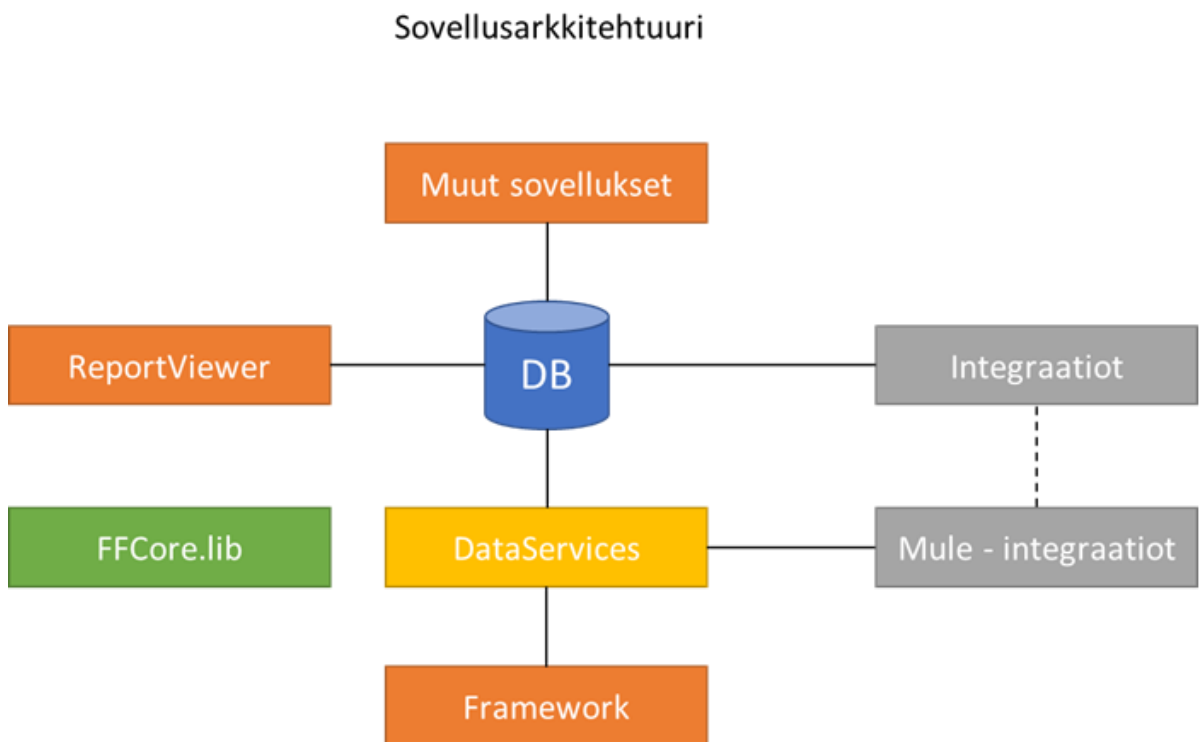 Sovellusarkkitehtuuri
Muut sovellukset
ReportViewer
DB
Integraatiot
FFCore.lib
DataServices
Mule - integraatiot
Framework